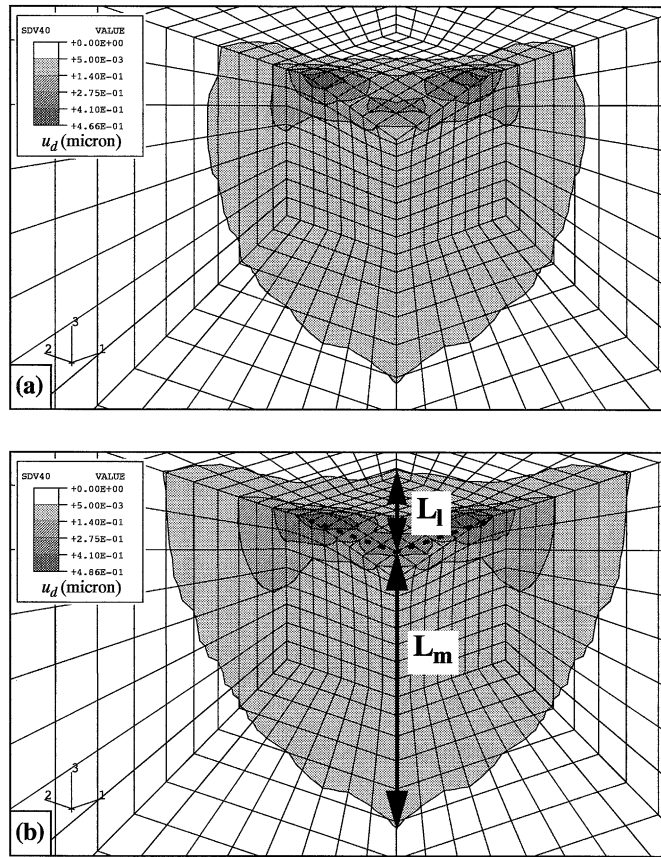 SDV40 VALUE
+0.00E+00
+5.00E-03
+1.40E-01
+2.75E-01
+4.10E-01
+4.66E-01
u_d (micron)
3
2 1
(a)
SDV40 VALUE
+0.00E+00
+5.00E-03
+1.40E-01
+2.75E-01
+4.10E-01
+4.86E-01
u_d (micron)
L_l
L_m
3
2 1
(b)